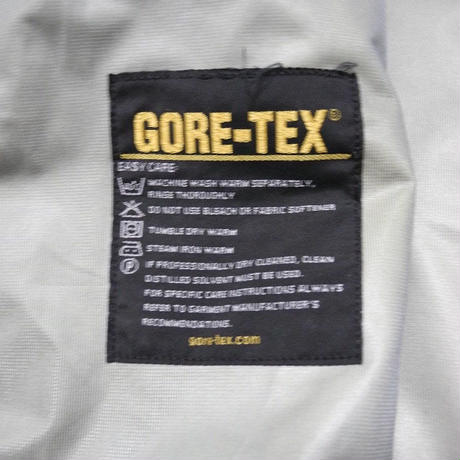 GORE-TEX®
EASY CARE:
MACHINE WASH WARM SEPARATELY.
RINSE THOROUGHLY
DO NOT USE BLEACH OR FABRIC SOFTENER
TUMBLE DRY WARM
STEAM IRON WARM
P
IF PROFESSIONALLY DRY CLEANED, CLEAN
DISTILLED SOLVENT MUST BE USED.
FOR SPECIFIC CARE INSTRUCTIONS ALWAYS
REFER TO GARMENT MANUFACTURER'S
RECOMMENDATIONS.
gore-tex.com